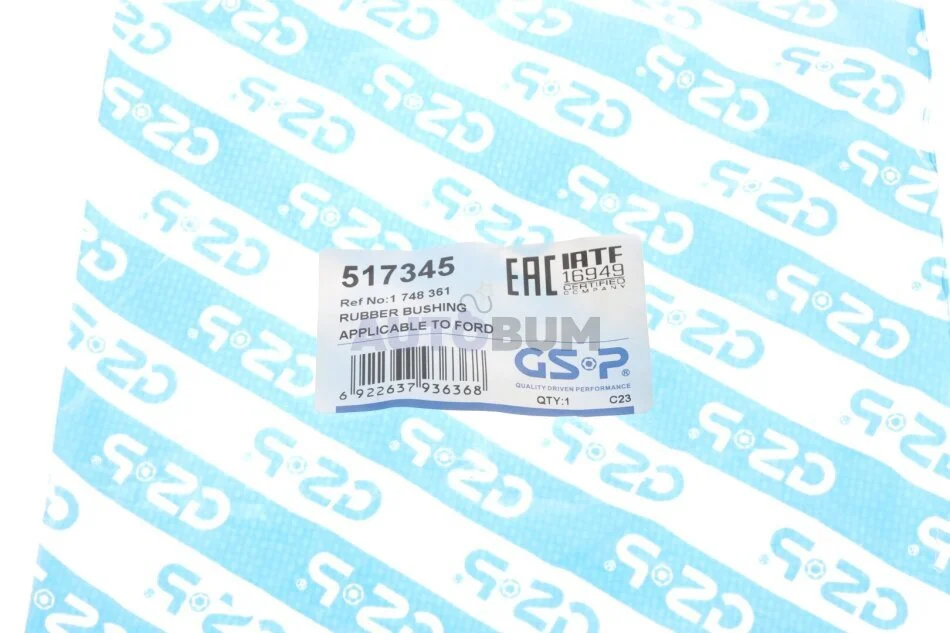 517345
Ref No:1 748 361
RUBBER BUSHING
APPLICABLE TO FORD
6 922637 936368
EAC
IATF
16949
CERTIFIED
COMPANY
GS·P®
QUALITY DRIVEN PERFORMANCE
QTY:1 C23
AUTOBUM